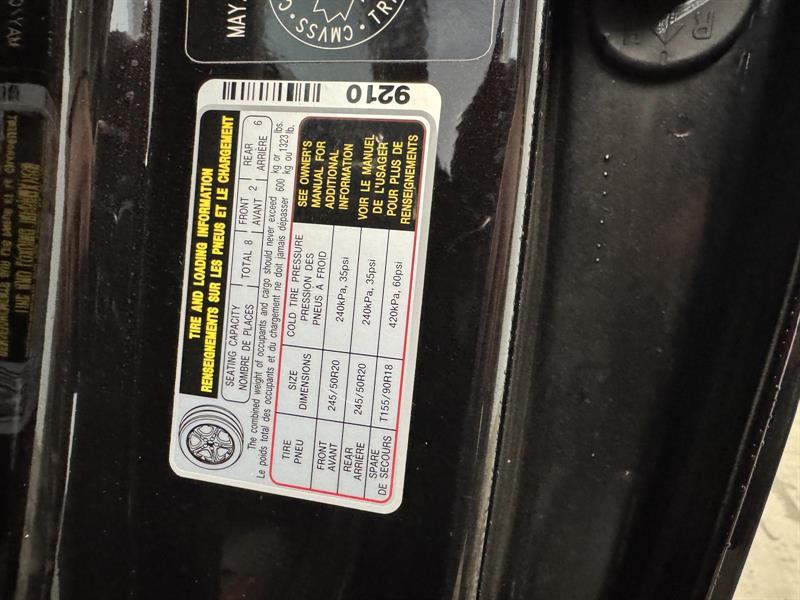 MAY
CMVSS
9210
TIRE AND LOADING INFORMATION
RENSEIGNEMENTS SUR LES PNEUS ET LE CHARGEMENT
SEATING CAPACITY
NOMBRE DE PLACES
TOTAL 8
FRONT 2
AVANT
REAR 6
ARRIÈRE
The combined weight of occupants and cargo should never exceed 600 kg or 1323 lbs.
Le poids total des occupants et du chargement ne doit jamais dépasser kg ou lb.
TIRE
PNEU
SIZE
DIMENSIONS
COLD TIRE PRESSURE
PRESSION DES
PNEUS À FROID
SEE OWNER'S
MANUAL FOR
ADDITIONAL
INFORMATION
VOIR LE MANUEL
DE L'USAGER
POUR PLUS DE
RENSEIGNEMENTS
FRONT
AVANT
245/50R20
240kPa, 35psi
REAR
ARRIÈRE
245/50R20
240kPa, 35psi
SPARE
DE SECOURS
T155/90R18
420kPa, 60psi